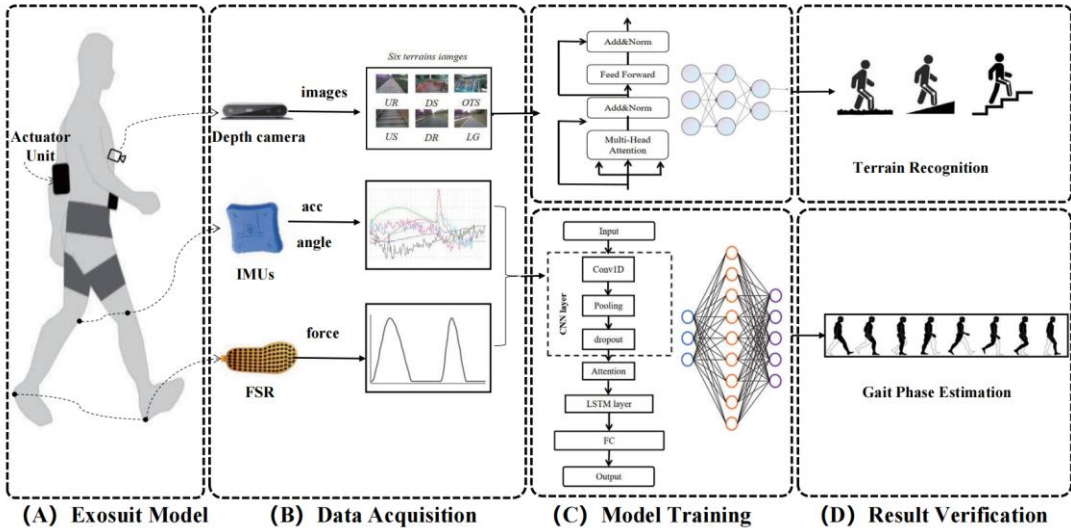 Actuator
Unit
images
Depth camera
Six terrains iamges
UR
DS
OTS
US
DR
LG
acc
angle
IMUs
force
FSR
Add&Norm
Feed Forward
Add&Norm
Multi-Head
Attention
Input
CNN layer
Conv1D
Pooling
dropout
Attention
LSTM layer
FC
Output
Terrain Recognition
Gait Phase Estimation
(A) Exosuit Model
(B) Data Acquisition
(C) Model Training
(D) Result Verification